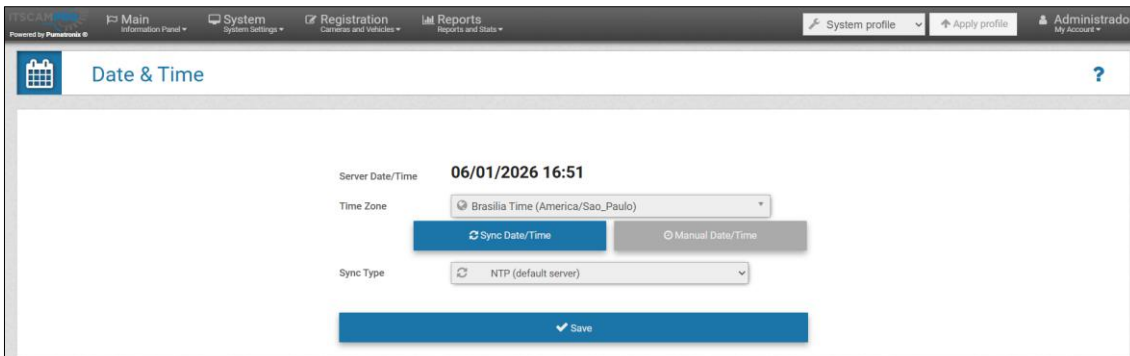 ITSCAMPRO
Powered by Pumatronix ®
Main
Information Panel
System
System Settings
Registration
Cameras and Vehicles
Reports
Reports and Stats
System profile
Apply profile
Administrado
My Account
Date & Time
?
Server Date/Time 06/01/2026 16:51
Time Zone Brasilia Time (America/Sao_Paulo)
Sync Date/Time Manual Date/Time
Sync Type NTP (default server)
Save